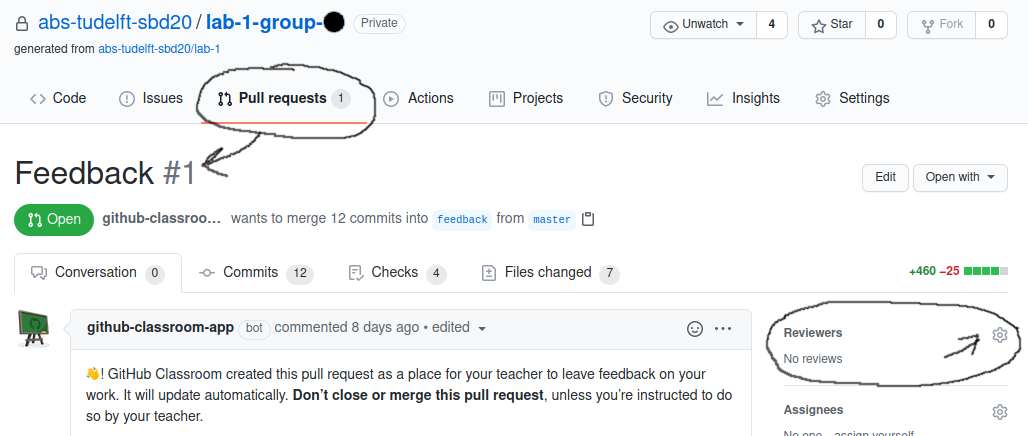 abs-tudelft-sbd20 / lab-1-group- Private
Unwatch 4 Star 0 Fork 0
generated from abs-tudelft-sbd20/lab-1
Code Issues Pull requests 1 Actions Projects Security Insights Settings
Feedback #1
Edit Open with
Open github-classroo… wants to merge 12 commits into feedback from master
Conversation 0 Commits 12 Checks 4 Files changed 7
+460 −25
github-classroom-app bot commented 8 days ago • edited
Reviewers
No reviews
👋! GitHub Classroom created this pull request as a place for your teacher to leave feedback on your
work. It will update automatically. Don't close or merge this pull request, unless you're instructed to do
so by your teacher.
Assignees
No one—assign yourself